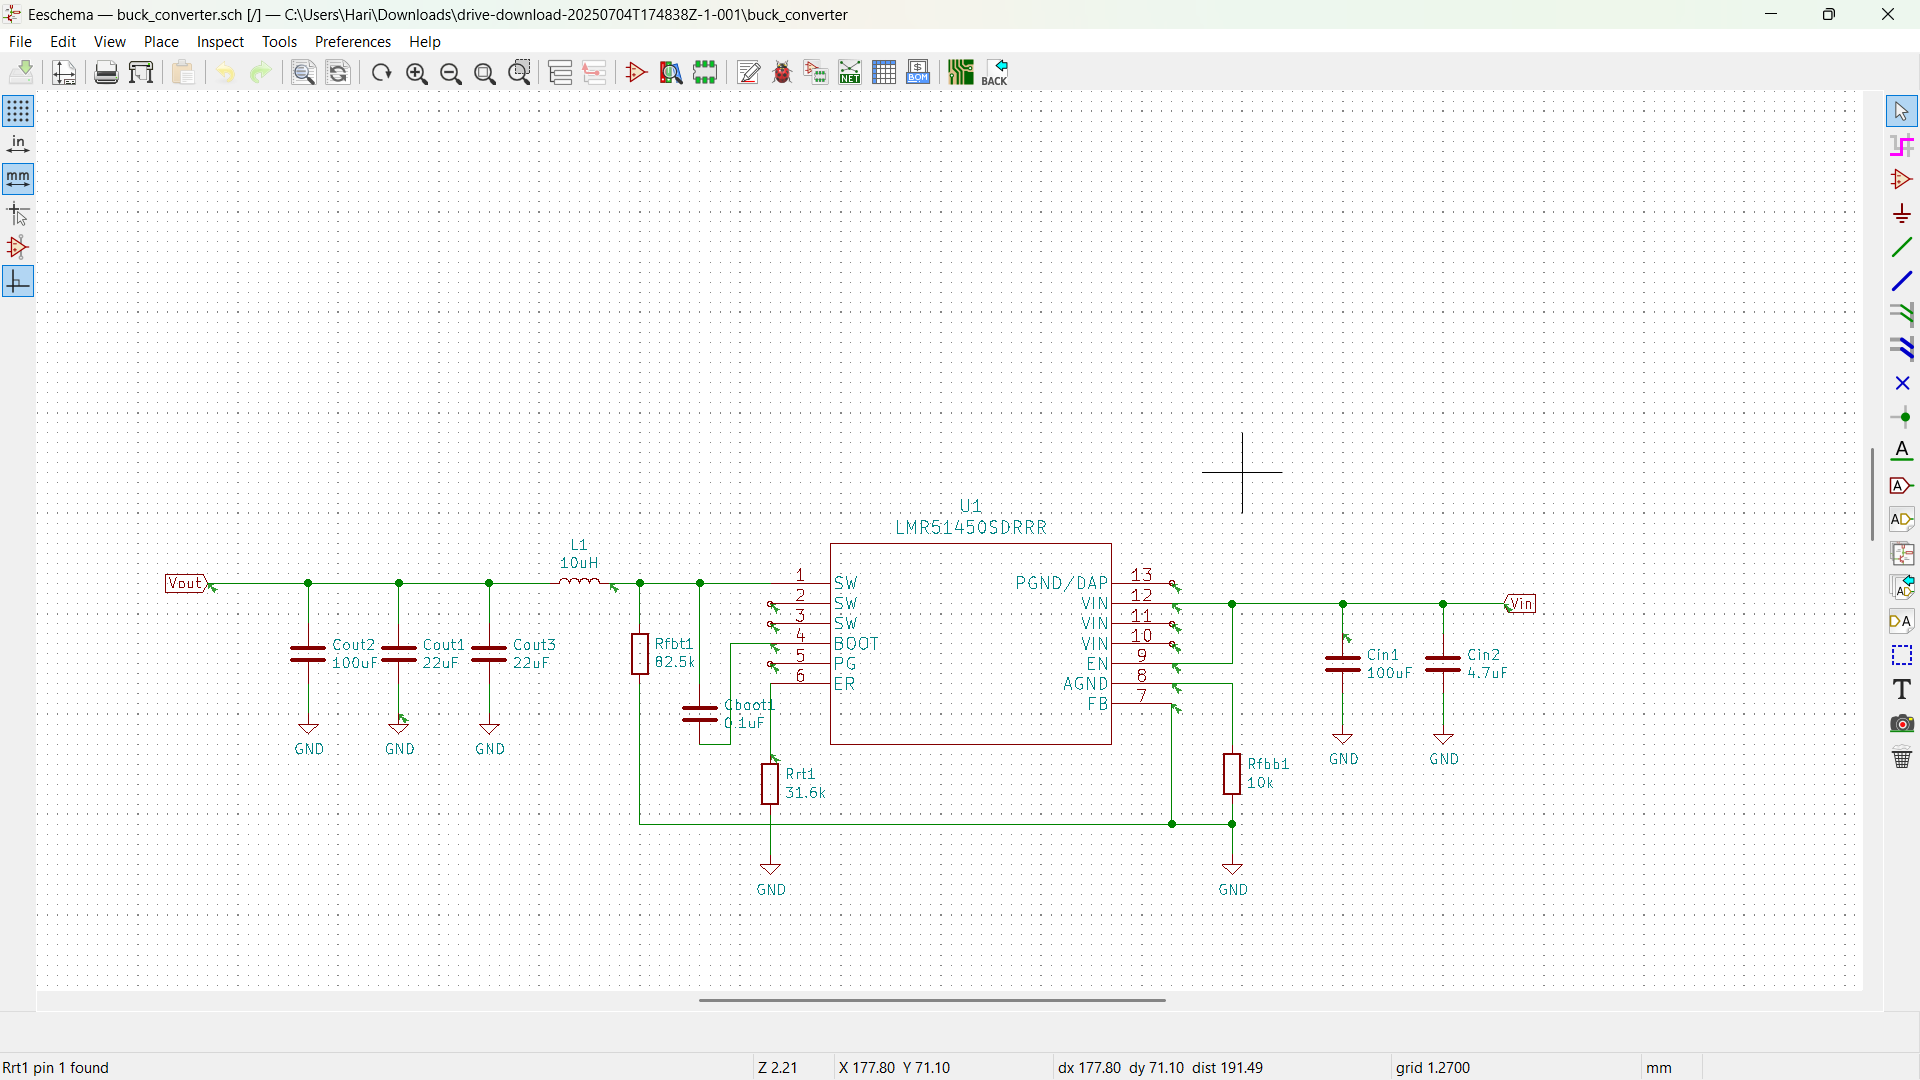 Eeschema — buck_converter.sch [/] — C:\Users\Hari\Downloads\drive-download-20250704T174838Z-1-001\buck_converter
File Edit View Place Inspect Tools Preferences Help
NET
BOM
BACK
in
mm
U1
LMR51450SDRRR
L1
10uH
Vout
Vin
1 SW
2 SW
3 SW
4 BOOT
5 PG
6 ER
PGND/DAP 13
VIN 12
VIN 11
VIN 10
EN 9
AGND 8
FB 7
Cout2
100uF
Cout1
22uF
Cout3
22uF
Rfbt1
82.5k
Cboot1
0.1uF
Cin1
100uF
Cin2
4.7uF
GND
GND
GND
GND
GND
Rrt1
31.6k
Rfbb1
10k
GND
GND
A
A
AD
AD
DA
T
Rrt1 pin 1 found Z 2.21 X 177.80 Y 71.10 dx 177.80 dy 71.10 dist 191.49 grid 1.2700 mm